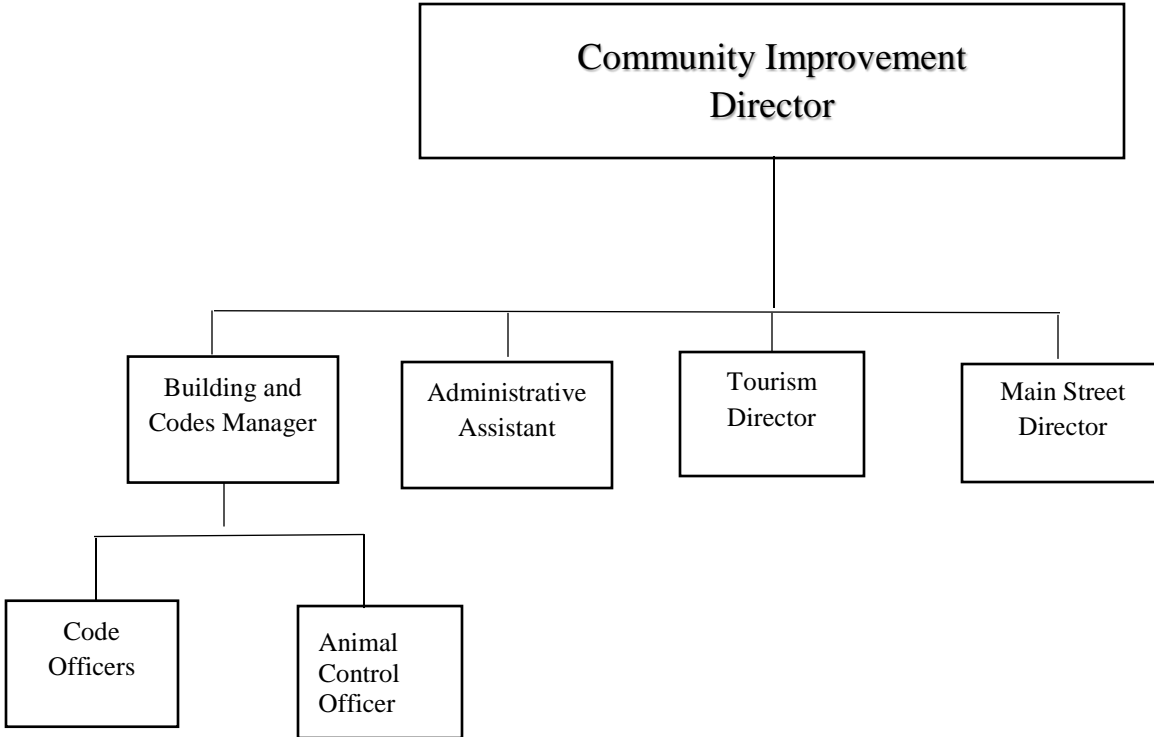 Community Improvement
Director
Building and
Codes Manager
Administrative
Assistant
Tourism
Director
Main Street
Director
Code
Officers
Animal
Control
Officer